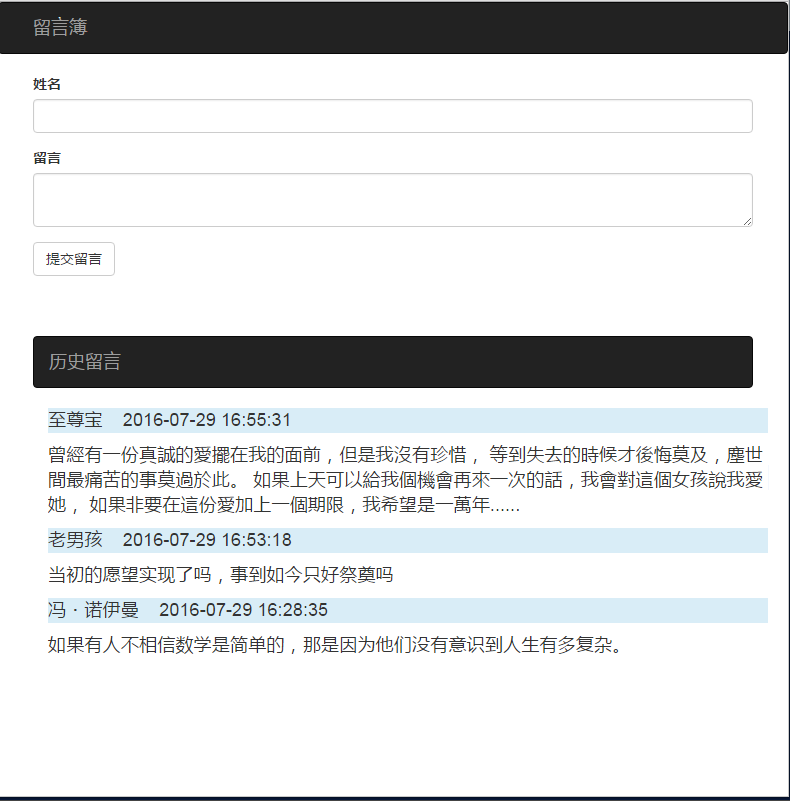 留言簿
姓名
留言
提交留言
历史留言
至尊宝 2016-07-29 16:55:31
曾經有一份真誠的愛擺在我的面前，但是我沒有珍惜， 等到失去的時候才後悔莫及，塵世
間最痛苦的事莫過於此。 如果上天可以給我個機會再來一次的話，我會對這個女孩說我愛
她， 如果非要在這份愛加上一個期限，我希望是一萬年......
老男孩 2016-07-29 16:53:18
当初的愿望实现了吗，事到如今只好祭奠吗
冯·诺伊曼 2016-07-29 16:28:35
如果有人不相信数学是简单的，那是因为他们没有意识到人生有多复杂。